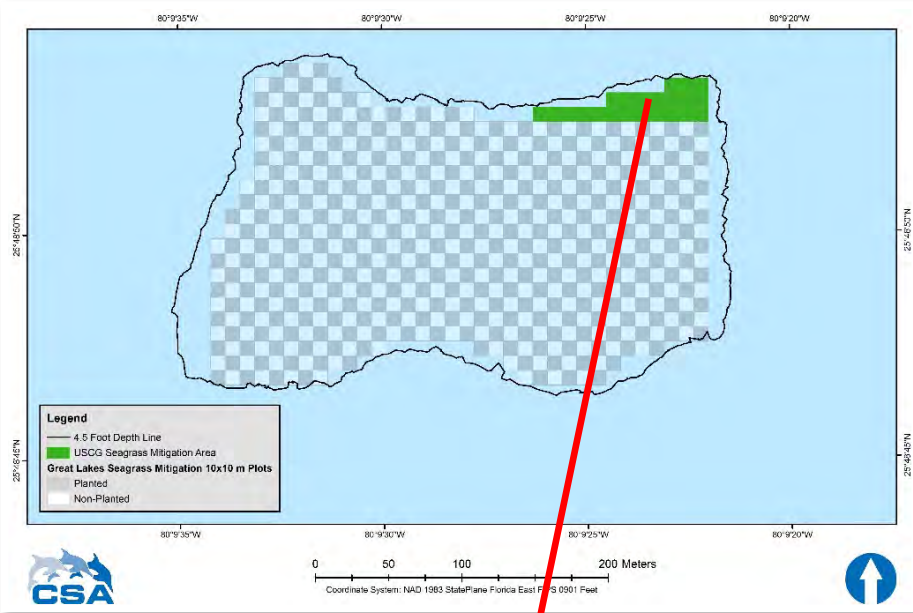 80°9'35"W 80°9'30"W 80°9'25"W 80°9'20"W
25°48'50"N
25°48'50"N
25°48'45"N
25°48'45"N
Legend
4.5 Foot Depth Line
USCG Seagrass Mitigation Area
Great Lakes Seagrass Mitigation 10x10 m Plots
Planted
Non-Planted
80°9'35"W 80°9'30"W 80°9'25"W 80°9'20"W
CSA
0 50 100 200 Meters
Coordinate System: NAD 1983 StatePlane Florida East 0901 Feet